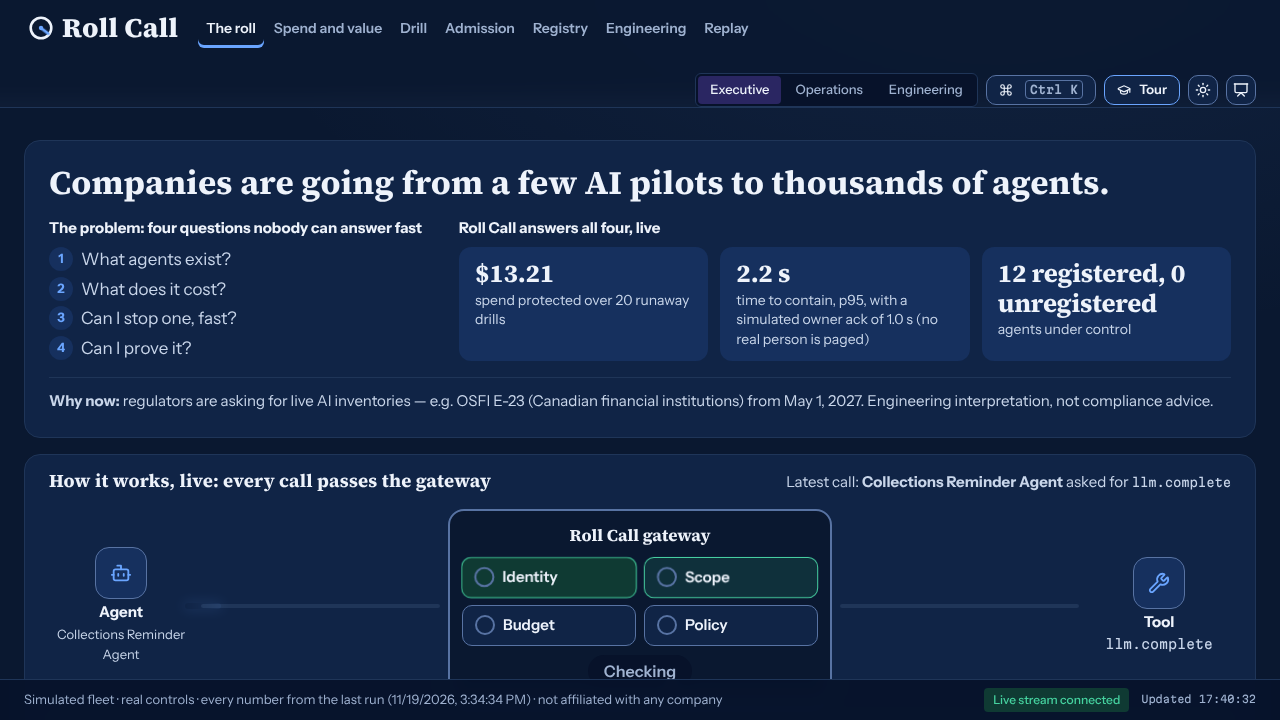 Roll Call
The roll
Spend and value
Drill
Admission
Registry
Engineering
Replay
Executive
Operations
Engineering
⌘ Ctrl K
Tour
Companies are going from a few AI pilots to thousands of agents.
The problem: four questions nobody can answer fast
1 What agents exist?
2 What does it cost?
3 Can I stop one, fast?
4 Can I prove it?
Roll Call answers all four, live
$13.21
spend protected over 20 runaway
drills
2.2 s
time to contain, p95, with a
simulated owner ack of 1.0 s (no
real person is paged)
12 registered, 0
unregistered
agents under control
Why now: regulators are asking for live AI inventories — e.g. OSFI E-23 (Canadian financial institutions) from May 1, 2027. Engineering interpretation, not compliance advice.
How it works, live: every call passes the gateway
Latest call: Collections Reminder Agent asked for llm.complete
Agent
Collections Reminder
Agent
Roll Call gateway
Identity
Scope
Budget
Policy
Checking
Tool
llm.complete
Simulated fleet · real controls · every number from the last run (11/19/2026, 3:34:34 PM) · not affiliated with any company
Live stream connected
Updated 17:40:32